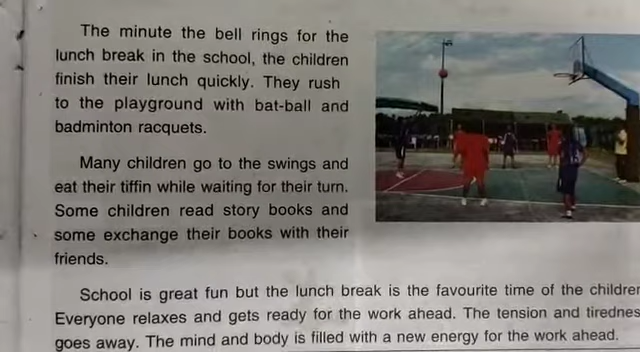 The minute the bell rings for the
lunch break in the school, the children
finish their lunch quickly. They rush
to the playground with bat-ball and
badminton racquets.
Many children go to the swings and
eat their tiffin while waiting for their turn.
Some children read story books and
some exchange their books with their
friends.
School is great fun but the lunch break is the favourite time of the childre
Everyone relaxes and gets ready for the work ahead. The tension and tirednes
goes away. The mind and body is filled with a new energy for the work ahead.